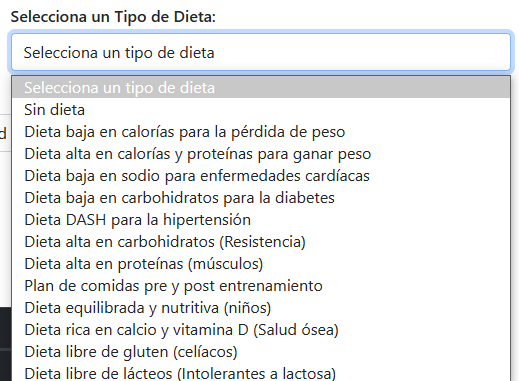 Selecciona un Tipo de Dieta:
Selecciona un tipo de dieta
Selecciona un tipo de dieta
Sin dieta
d
Dieta baja en calorías para la pérdida de peso
Dieta alta en calorías y proteínas para ganar peso
Dieta baja en sodio para enfermedades cardíacas
Dieta baja en carbohidratos para la diabetes
Dieta DASH para la hipertensión
Dieta alta en carbohidratos (Resistencia)
Dieta alta en proteínas (músculos)
Plan de comidas pre y post entrenamiento
Dieta equilibrada y nutritiva (niños)
Dieta rica en calcio y vitamina D (Salud ósea)
Dieta libre de gluten (celíacos)
Dieta libre de lácteos (Intolerantes a lactosa)